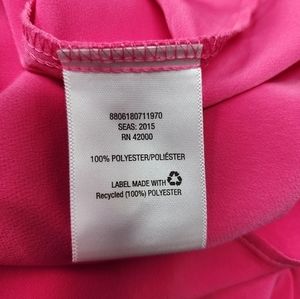 8806180711970
SEAS: 2015
RN 42000
100% POLYESTER/POLIÉSTER
LABEL MADE WITH
Recycled (100%) POLYESTER